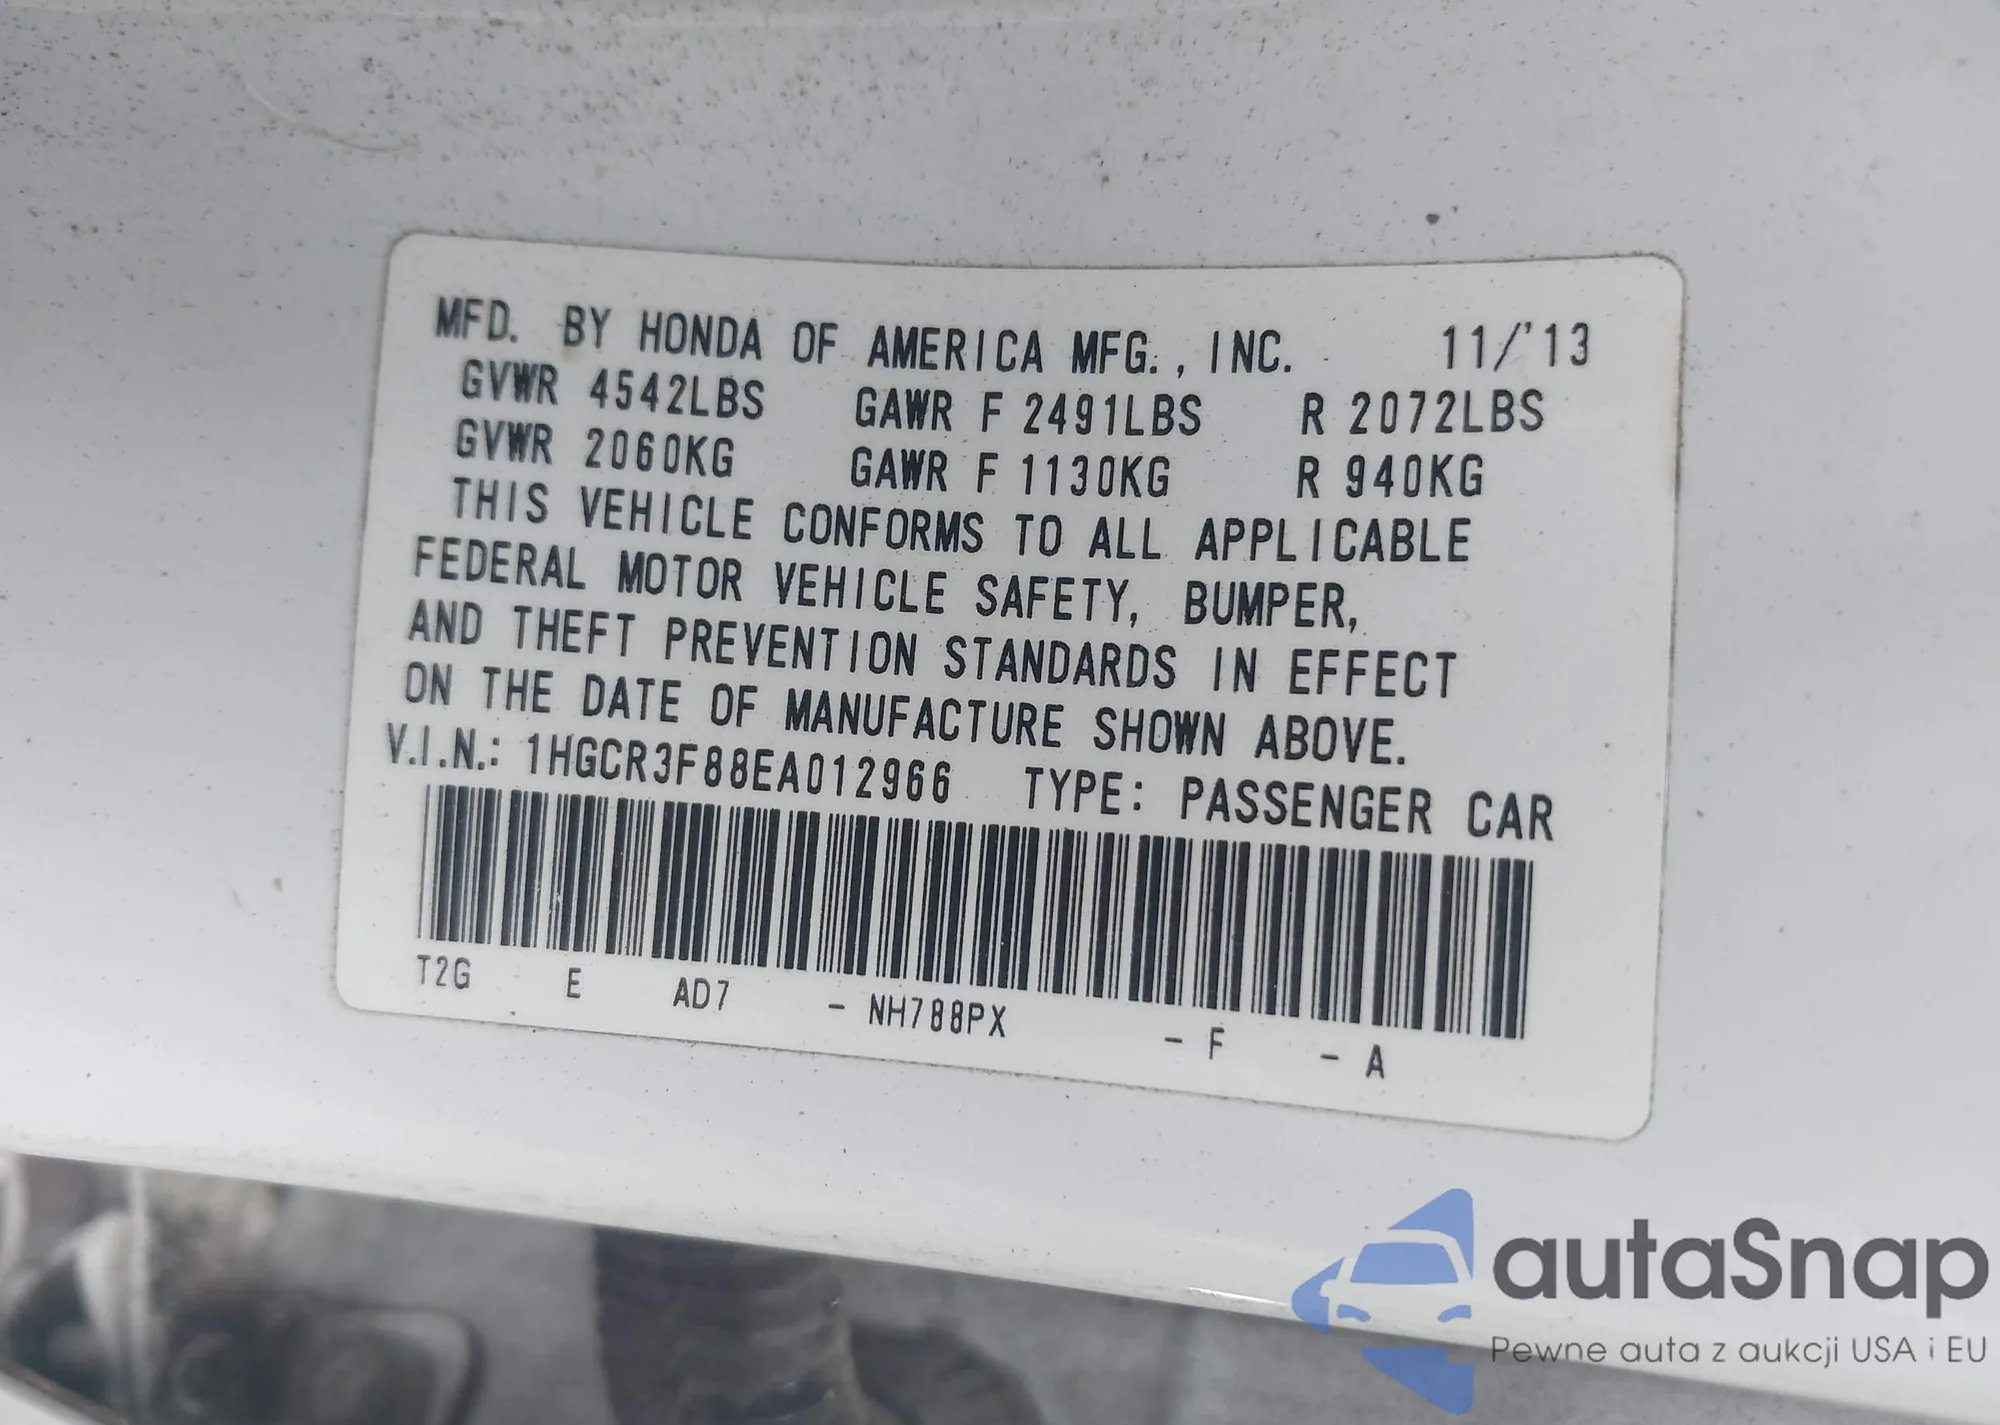 MFD. BY HONDA OF AMERICA MFG., INC. 11/'13
GVWR 4542LBS GAWR F 2491LBS R 2072LBS
GVWR 2060KG GAWR F 1130KG R 940KG
THIS VEHICLE CONFORMS TO ALL APPLICABLE
FEDERAL MOTOR VEHICLE SAFETY, BUMPER,
AND THEFT PREVENTION STANDARDS IN EFFECT
ON THE DATE OF MANUFACTURE SHOWN ABOVE.
V.I.N.: 1HGCR3F88EA012966 TYPE: PASSENGER CAR
T2G E AD7 - NH788PX - F - A
autaSnap
Pewne auta z aukcji USA i EU